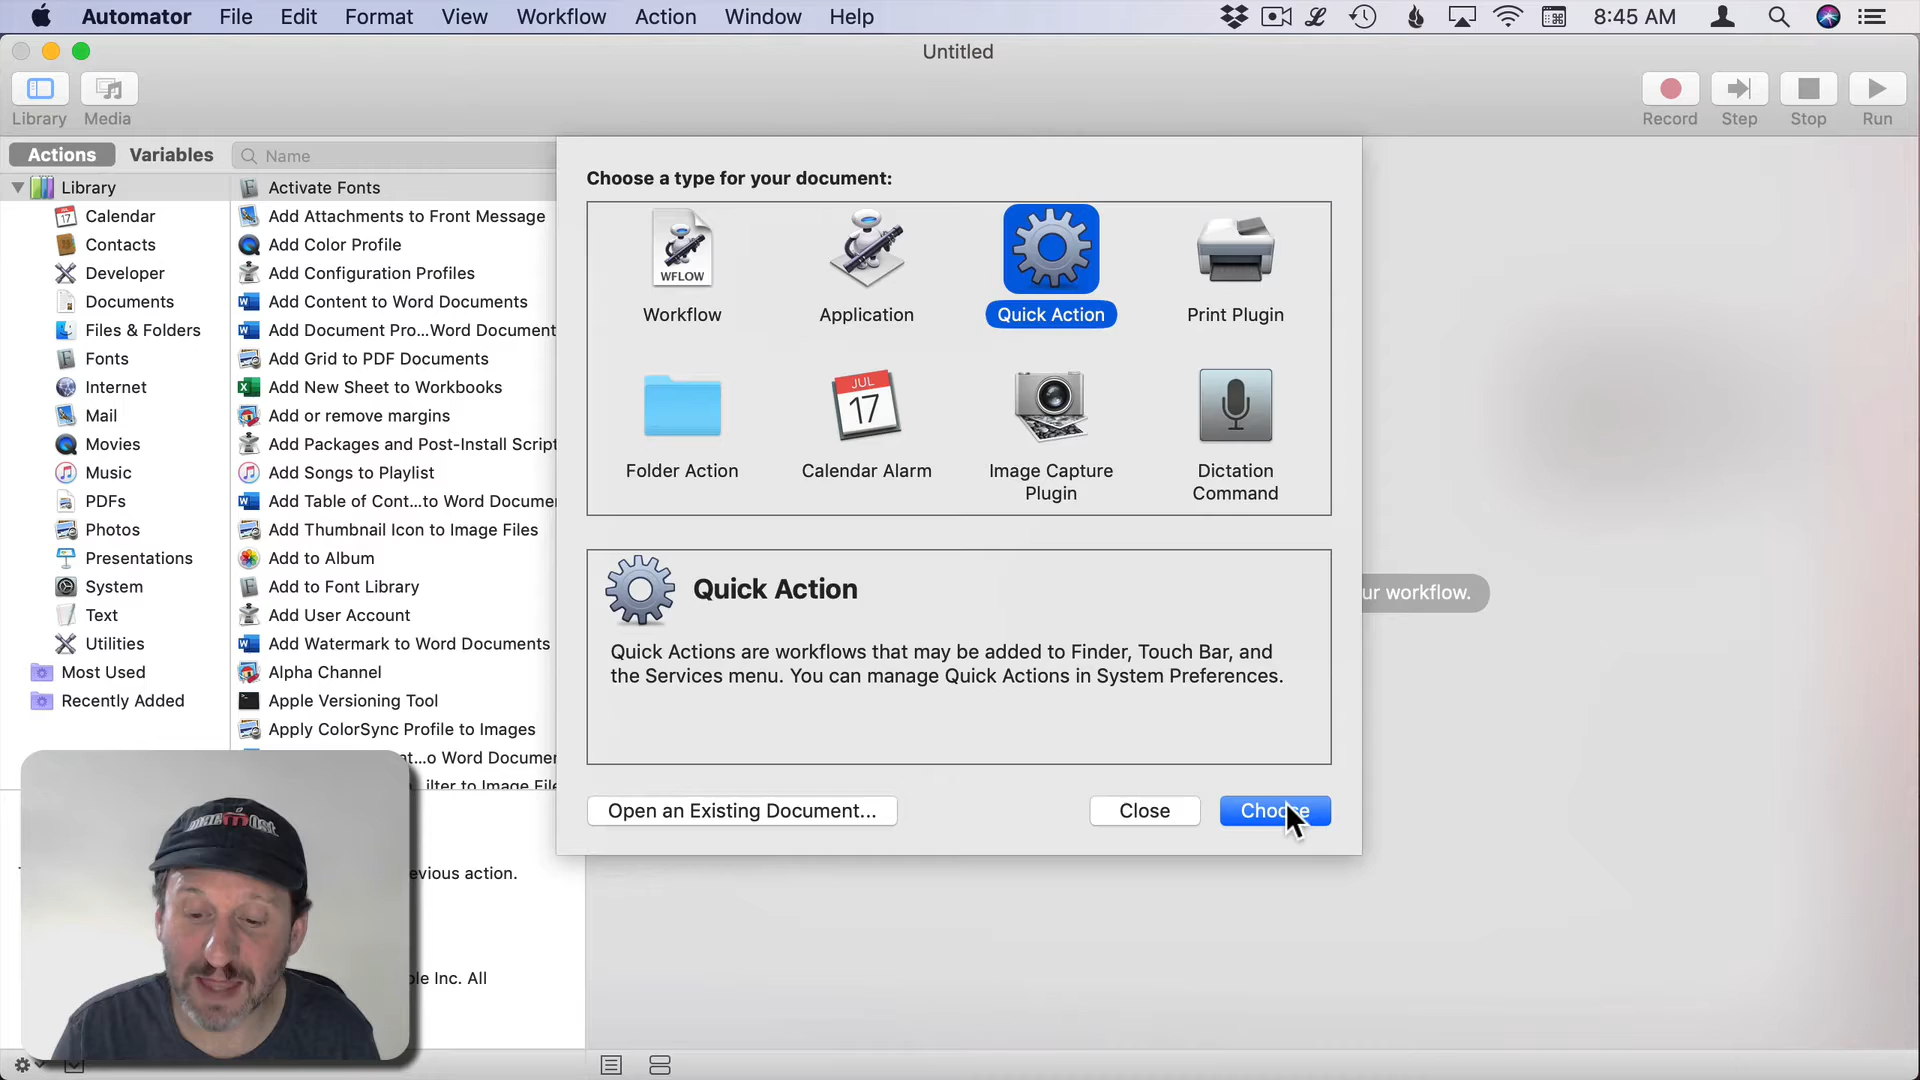 Automator File Edit Format View Workflow Action Window Help 8:45 AM
Untitled
Library Media Record Step Stop Run
Actions Variables Name
Library
Calendar
Contacts
Developer
Documents
Files & Folders
Fonts
Internet
Mail
Movies
Music
PDFs
Photos
Presentations
System
Text
Utilities
Most Used
Recently Added
Activate Fonts
Add Attachments to Front Message
Add Color Profile
Add Configuration Profiles
Add Content to Word Documents
Add Document Pro...Word Document
Add Grid to PDF Documents
Add New Sheet to Workbooks
Add or remove margins
Add Packages and Post-Install Script
Add Songs to Playlist
Add Table of Cont...to Word Documen
Add Thumbnail Icon to Image Files
Add to Album
Add to Font Library
Add User Account
Add Watermark to Word Documents
Alpha Channel
Apple Versioning Tool
Apply ColorSync Profile to Images
at...o Word Documen
ilter to Image File
evious action.
Inc. All
Choose a type for your document:
WFLOW
Workflow
Application
Quick Action
Print Plugin
Folder Action
JUL
17
Calendar Alarm
Image Capture
Plugin
Dictation
Command
Quick Action
Quick Actions are workflows that may be added to Finder, Touch Bar, and
the Services menu. You can manage Quick Actions in System Preferences.
Open an Existing Document... Close Choose
ur workflow.